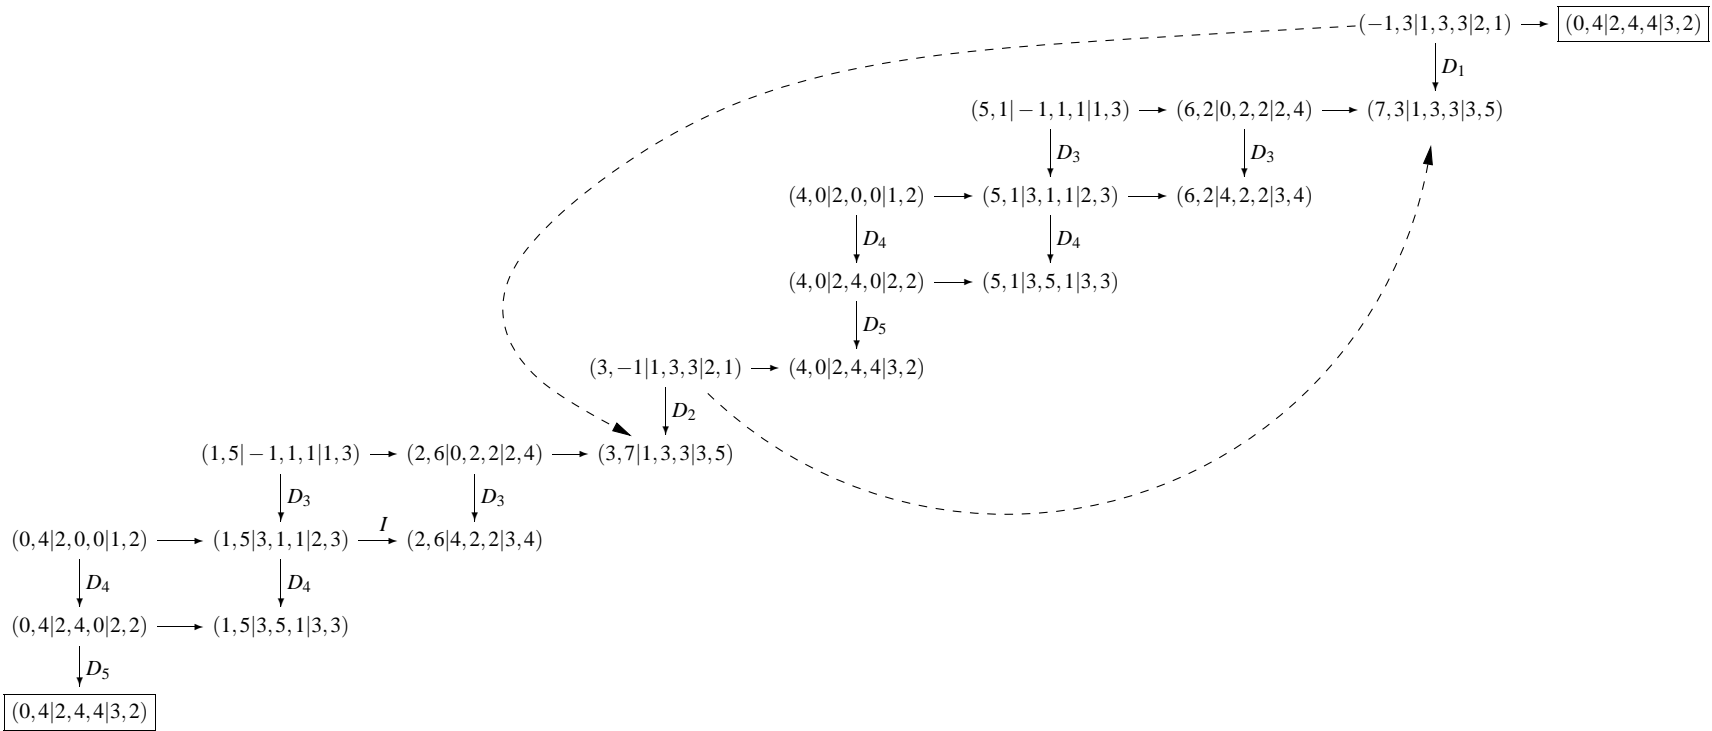 (−1,3|1,3,3|2,1) (0,4|2,4,4|3,2)
D1
(5,1|−1,1,1|1,3) (6,2|0,2,2|2,4) (7,3|1,3,3|3,5)
D3 D3
(4,0|2,0,0|1,2) (5,1|3,1,1|2,3) (6,2|4,2,2|3,4)
D4 D4
(4,0|2,4,0|2,2) (5,1|3,5,1|3,3)
D5
(3,−1|1,3,3|2,1) (4,0|2,4,4|3,2)
D2
(1,5|−1,1,1|1,3) (2,6|0,2,2|2,4) (3,7|1,3,3|3,5)
D3 D3
I
(0,4|2,0,0|1,2) (1,5|3,1,1|2,3) (2,6|4,2,2|3,4)
D4 D4
(0,4|2,4,0|2,2) (1,5|3,5,1|3,3)
D5
(0,4|2,4,4|3,2)